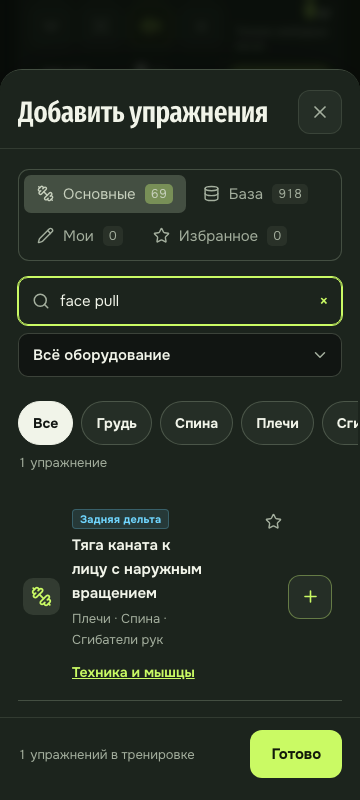 Добавить упражнения
Основные 69
База 918
Мои 0
Избранное 0
face pull ×
Всё оборудование
Все Грудь Спина Плечи Сги
1 упражнение
Задняя дельта
Тяга каната к
лицу с наружным
вращением
Плечи · Спина ·
Сгибатели рук
Техника и мышцы
1 упражнений в тренировке
Готово